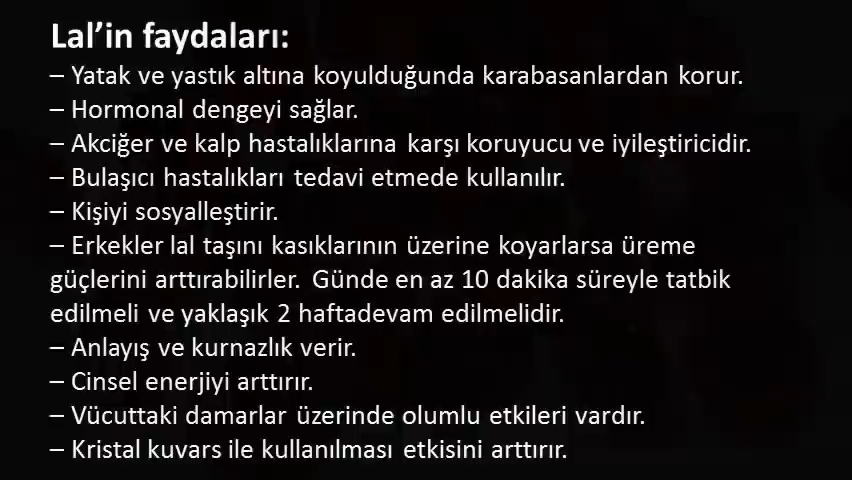 Lal’in faydaları:
– Yatak ve yastık altına koyulduğunda karabasanlardan korur.
– Hormonal dengeyi sağlar.
– Akciğer ve kalp hastalıklarına karşı koruyucu ve iyileştiricidir.
– Bulaşıcı hastalıkları tedavi etmede kullanılır.
– Kişiyi sosyalleştirir.
– Erkekler lal taşını kasıklarının üzerine koyarlarsa üreme
güçlerini arttırabilirler. Günde en az 10 dakika süreyle tatbik
edilmeli ve yaklaşık 2 haftadevam edilmelidir.
– Anlayış ve kurnazlık verir.
– Cinsel enerjiyi arttırır.
– Vücuttaki damarlar üzerinde olumlu etkileri vardır.
– Kristal kuvars ile kullanılması etkisini arttırır.